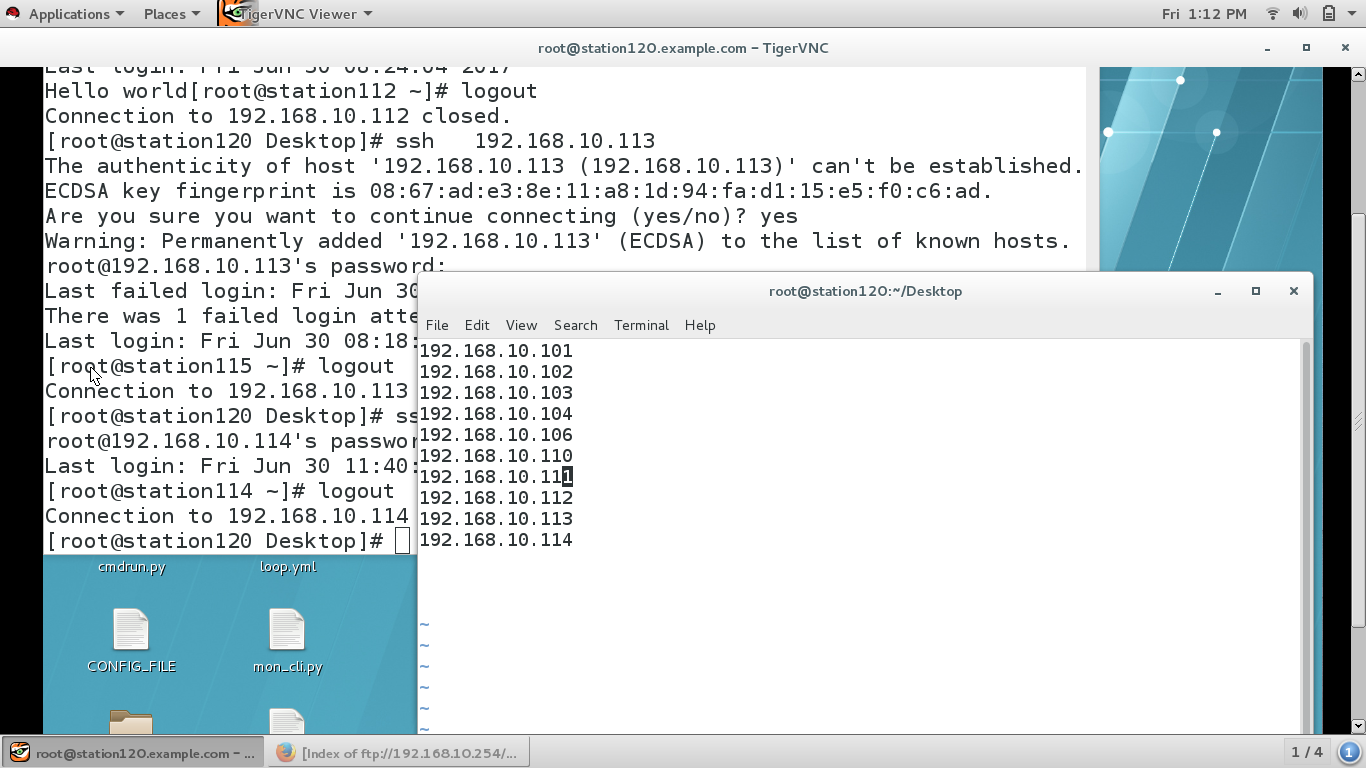 Applications Places TigerVNC Viewer Fri 1:12 PM
root@station120.example.com - TigerVNC
Last login: Fri Jun 30 08:24:04 2017
Hello world[root@station112 ~]# logout
Connection to 192.168.10.112 closed.
[root@station120 Desktop]# ssh   192.168.10.113
The authenticity of host '192.168.10.113 (192.168.10.113)' can't be established.
ECDSA key fingerprint is 08:67:ad:e3:8e:11:a8:1d:94:fa:d1:15:e5:f0:c6:ad.
Are you sure you want to continue connecting (yes/no)? yes
Warning: Permanently added '192.168.10.113' (ECDSA) to the list of known hosts.
root@192.168.10.113's password:
Last failed login: Fri Jun 30
There was 1 failed login atte
Last login: Fri Jun 30 08:18:
[root@station115 ~]# logout
Connection to 192.168.10.113
[root@station120 Desktop]# ss
root@192.168.10.114's passwor
Last login: Fri Jun 30 11:40:
[root@station114 ~]# logout
Connection to 192.168.10.114
[root@station120 Desktop]#
root@station120:~/Desktop
File Edit View Search Terminal Help
192.168.10.101
192.168.10.102
192.168.10.103
192.168.10.104
192.168.10.106
192.168.10.110
192.168.10.111
192.168.10.112
192.168.10.113
192.168.10.114
~
~
~
~
~
~
cmdrun.py loop.yml
CONFIG_FILE mon_cli.py
root@station120.example.com - ... [Index of ftp://192.168.10.254/... 1 / 4 1